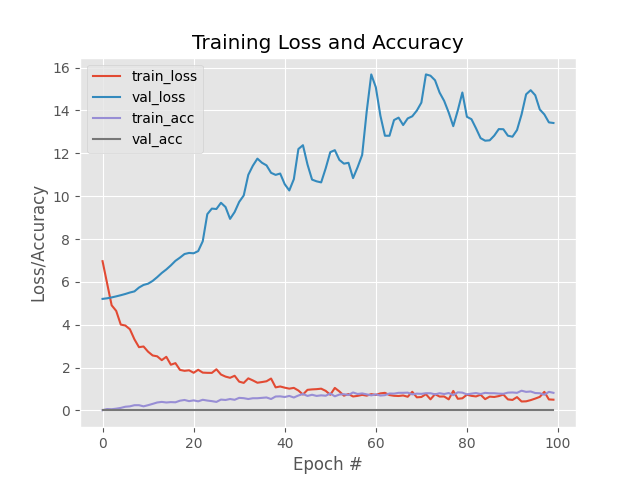 Training Loss and Accuracy
train_loss
val_loss
train_acc
val_acc
16
14
12
10
8
6
4
2
0
Loss/Accuracy
0 20 40 60 80 100
Epoch #